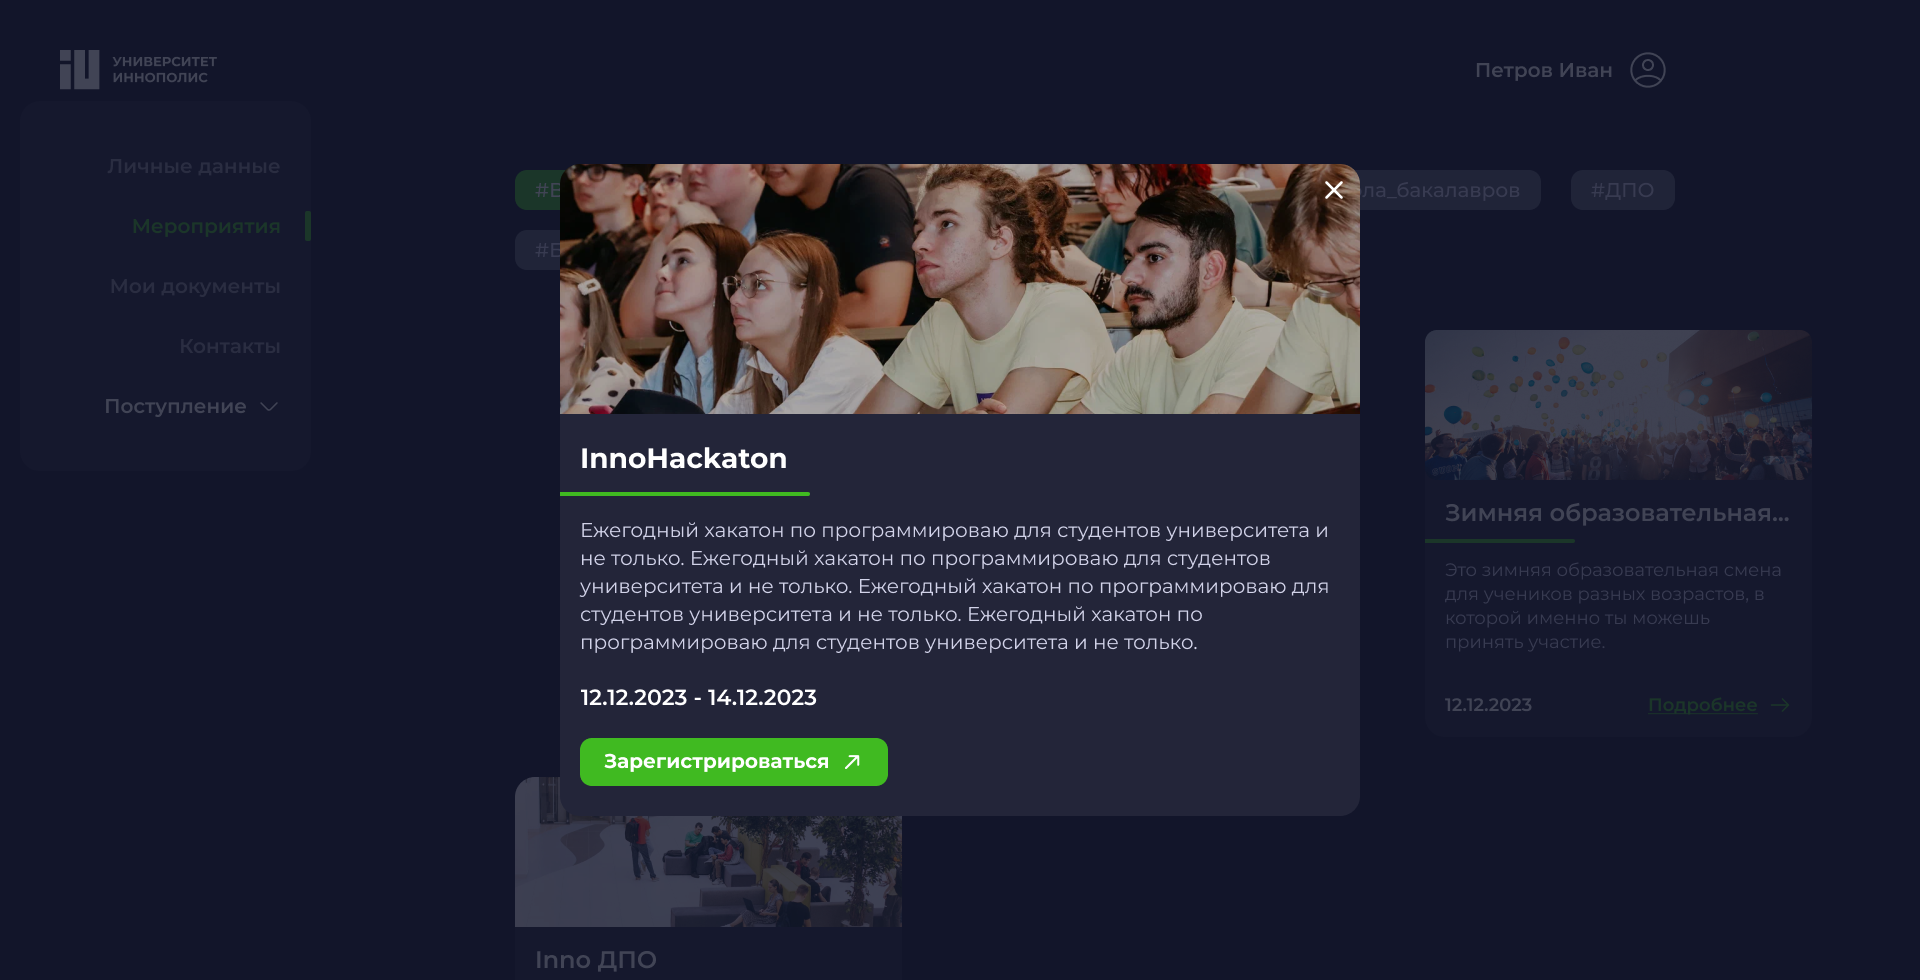 УНИВЕРСИТЕТ
ИННОПОЛИС
Петров Иван
Личные данные
Мероприятия
Мои документы
Контакты
Поступление
ла_бакалавров
#ДПО
InnoHackaton
Ежегодный хакатон по программироваю для студентов университета и
не только. Ежегодный хакатон по программироваю для студентов
университета и не только. Ежегодный хакатон по программироваю для
студентов университета и не только. Ежегодный хакатон по
программироваю для студентов университета и не только.
12.12.2023 - 14.12.2023
Зарегистрироваться
Зимняя образовательная...
Это зимняя образовательная смена
для учеников разных возрастов, в
которой именно ты можешь
принять участие.
12.12.2023
Подробнее
Inno ДПО